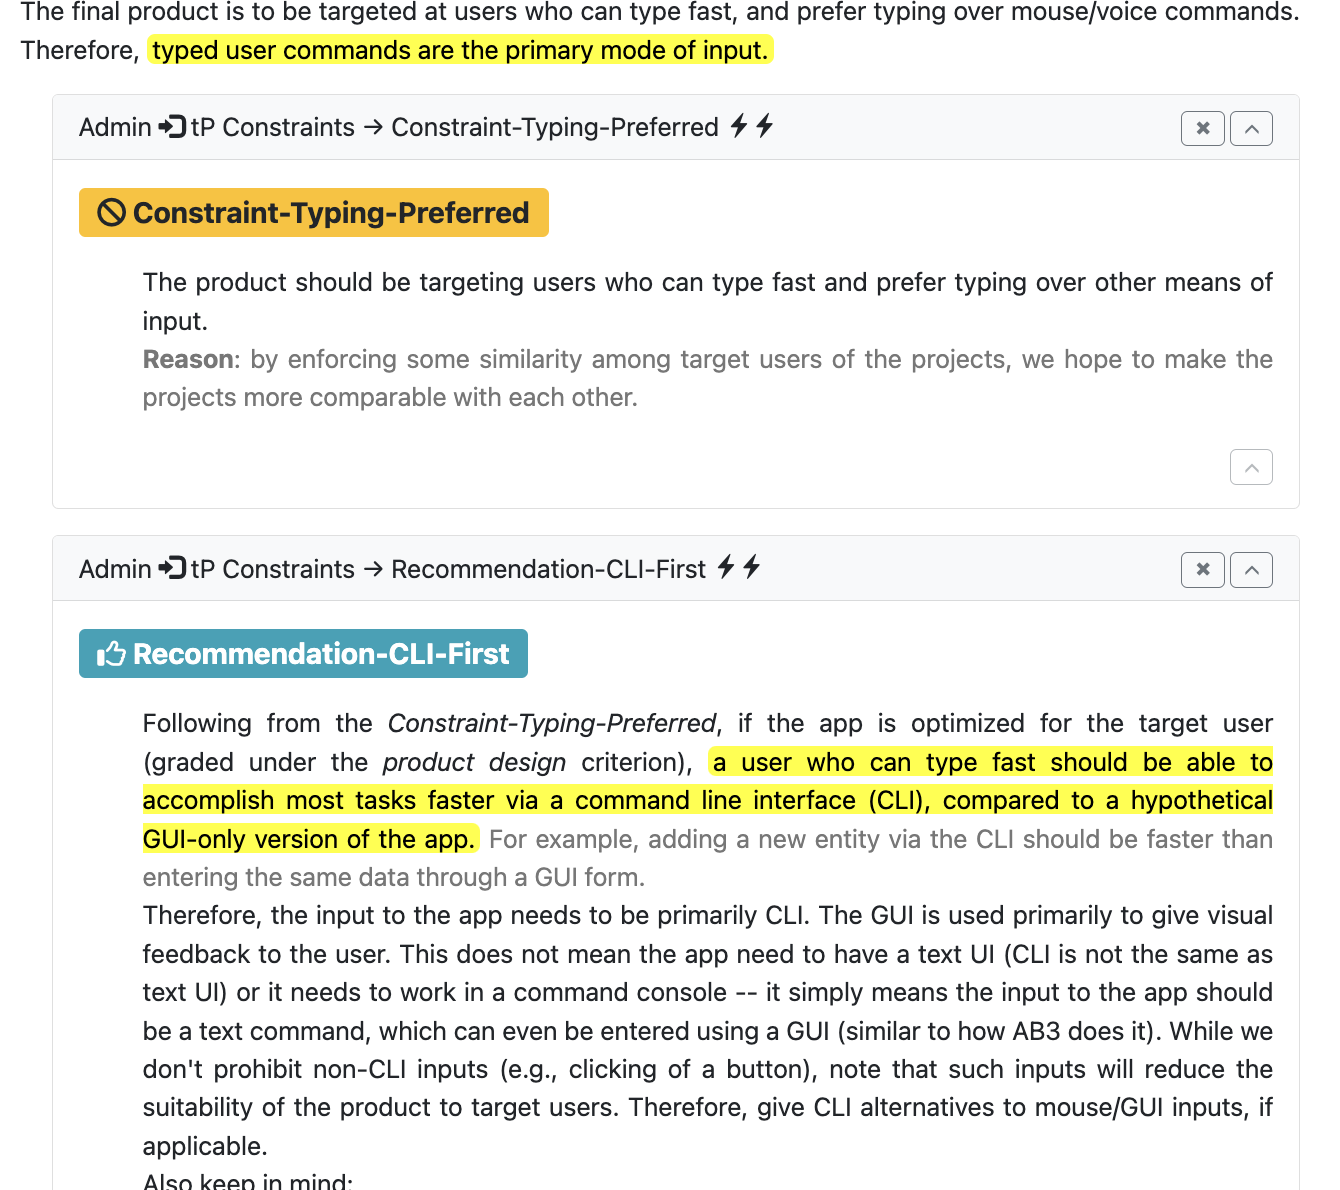 The final product is to be targeted at users who can type fast, and prefer typing over mouse/voice commands.
Therefore, typed user commands are the primary mode of input.
Admin tP Constraints → Constraint-Typing-Preferred
Constraint-Typing-Preferred
The product should be targeting users who can type fast and prefer typing over other means of
input.
Reason: by enforcing some similarity among target users of the projects, we hope to make the
projects more comparable with each other.
Admin tP Constraints → Recommendation-CLI-First
Recommendation-CLI-First
Following from the Constraint-Typing-Preferred, if the app is optimized for the target user
(graded under the product design criterion), a user who can type fast should be able to
accomplish most tasks faster via a command line interface (CLI), compared to a hypothetical
GUI-only version of the app. For example, adding a new entity via the CLI should be faster than
entering the same data through a GUI form.
Therefore, the input to the app needs to be primarily CLI. The GUI is used primarily to give visual
feedback to the user. This does not mean the app need to have a text UI (CLI is not the same as
text UI) or it needs to work in a command console -- it simply means the input to the app should
be a text command, which can even be entered using a GUI (similar to how AB3 does it). While we
don't prohibit non-CLI inputs (e.g., clicking of a button), note that such inputs will reduce the
suitability of the product to target users. Therefore, give CLI alternatives to mouse/GUI inputs, if
applicable.
Also keep in mind: